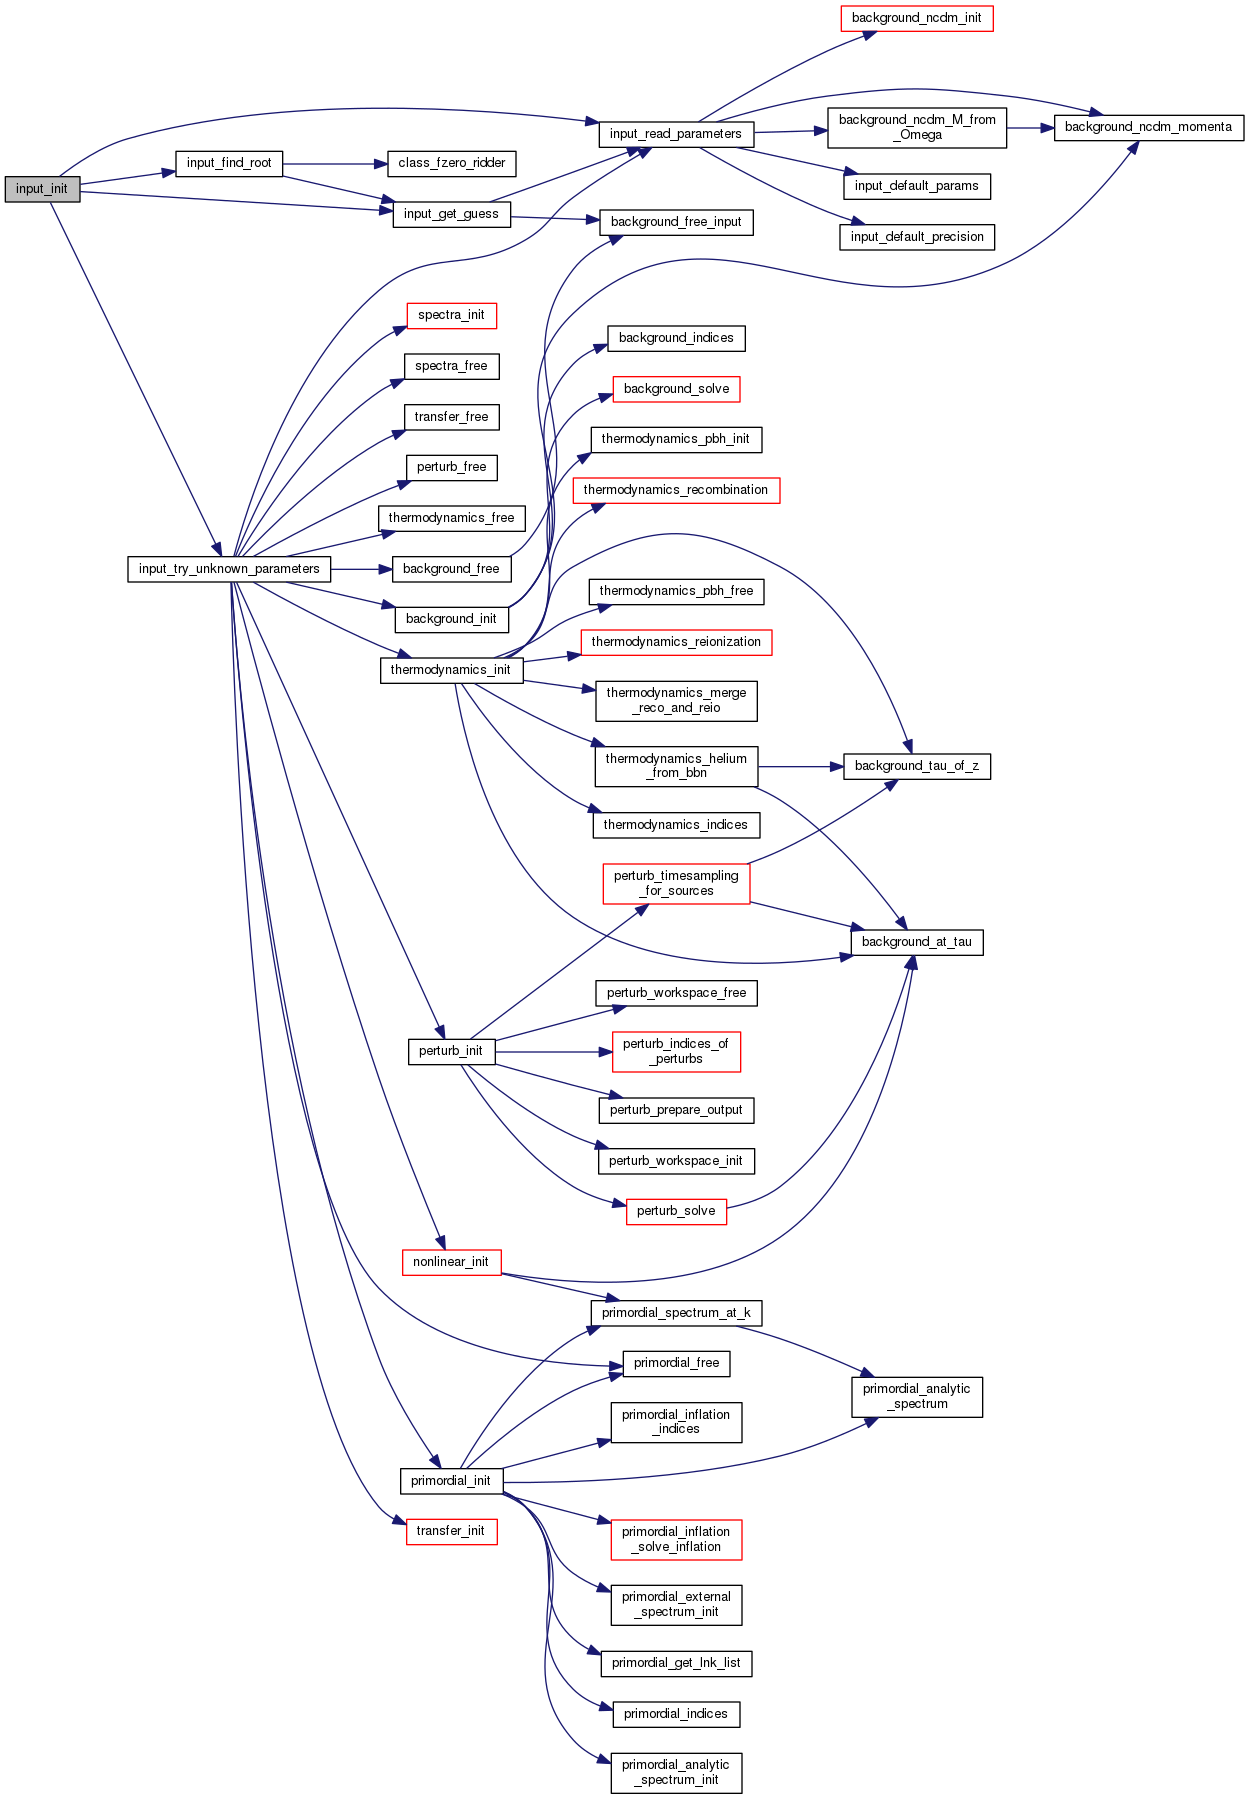 background_ncdm_init
input_read_parameters
background_ncdm_M_from
_Omega
background_ncdm_momenta
input_find_root
class_fzero_ridder
input_init
input_default_params
input_get_guess
background_free_input
input_default_precision
spectra_init
background_indices
spectra_free
background_solve
transfer_free
thermodynamics_pbh_init
perturb_free
thermodynamics_recombination
thermodynamics_free
input_try_unknown_parameters
background_free
thermodynamics_pbh_free
background_init
thermodynamics_reionization
thermodynamics_init
thermodynamics_merge
_reco_and_reio
thermodynamics_helium
_from_bbn
background_tau_of_z
thermodynamics_indices
perturb_timesampling
_for_sources
background_at_tau
perturb_workspace_free
perturb_init
perturb_indices_of
_perturbs
perturb_prepare_output
perturb_workspace_init
perturb_solve
nonlinear_init
primordial_spectrum_at_k
primordial_free
primordial_analytic
_spectrum
primordial_inflation
_indices
primordial_init
transfer_init
primordial_inflation
_solve_inflation
primordial_external
_spectrum_init
primordial_get_lnk_list
primordial_indices
primordial_analytic
_spectrum_init